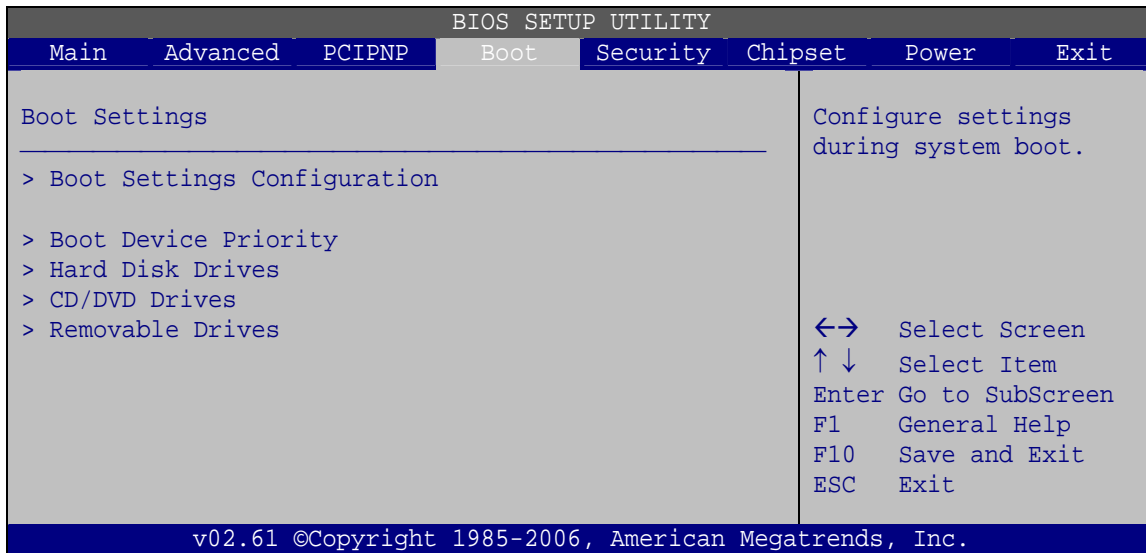 BIOS SETUP UTILITY
Main Advanced PCIPNP Boot Security Chipset Power Exit
Boot Settings
> Boot Settings Configuration
> Boot Device Priority
> Hard Disk Drives
> CD/DVD Drives
> Removable Drives
Configure settings
during system boot.
←→ Select Screen
↑ ↓ Select Item
Enter Go to SubScreen
F1 General Help
F10 Save and Exit
ESC Exit
v02.61 ©Copyright 1985-2006, American Megatrends, Inc.